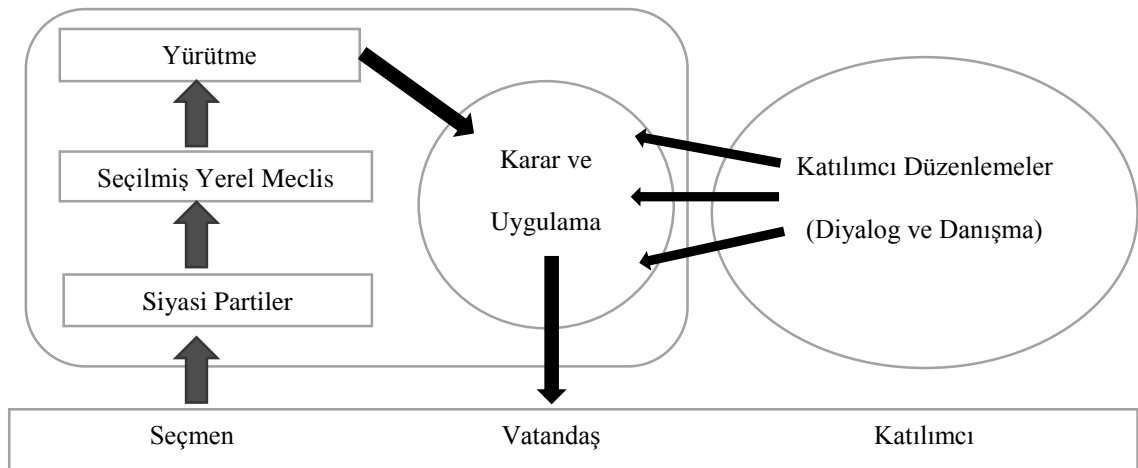 Yürütme
Seçilmiş Yerel Meclis
Siyasi Partiler
Karar ve
Uygulama
Katılımcı Düzenlemeler
(Diyalog ve Danışma)
Seçmen
Vatandaş
Katılımcı